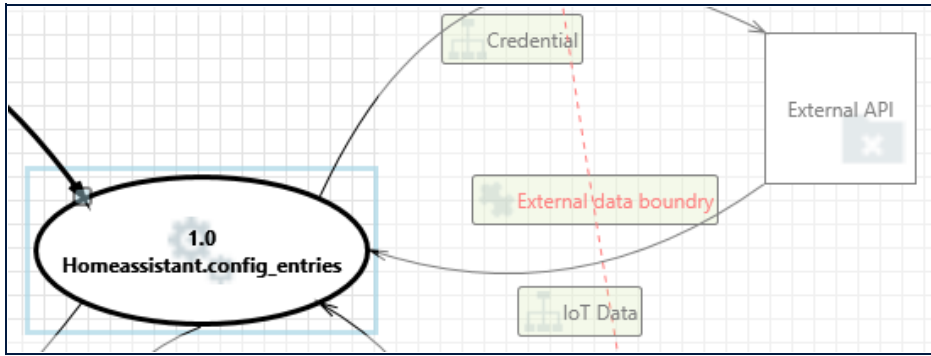 Credential
External API
External data boundry
1.0
Homeassistant.config_entries
IoT Data